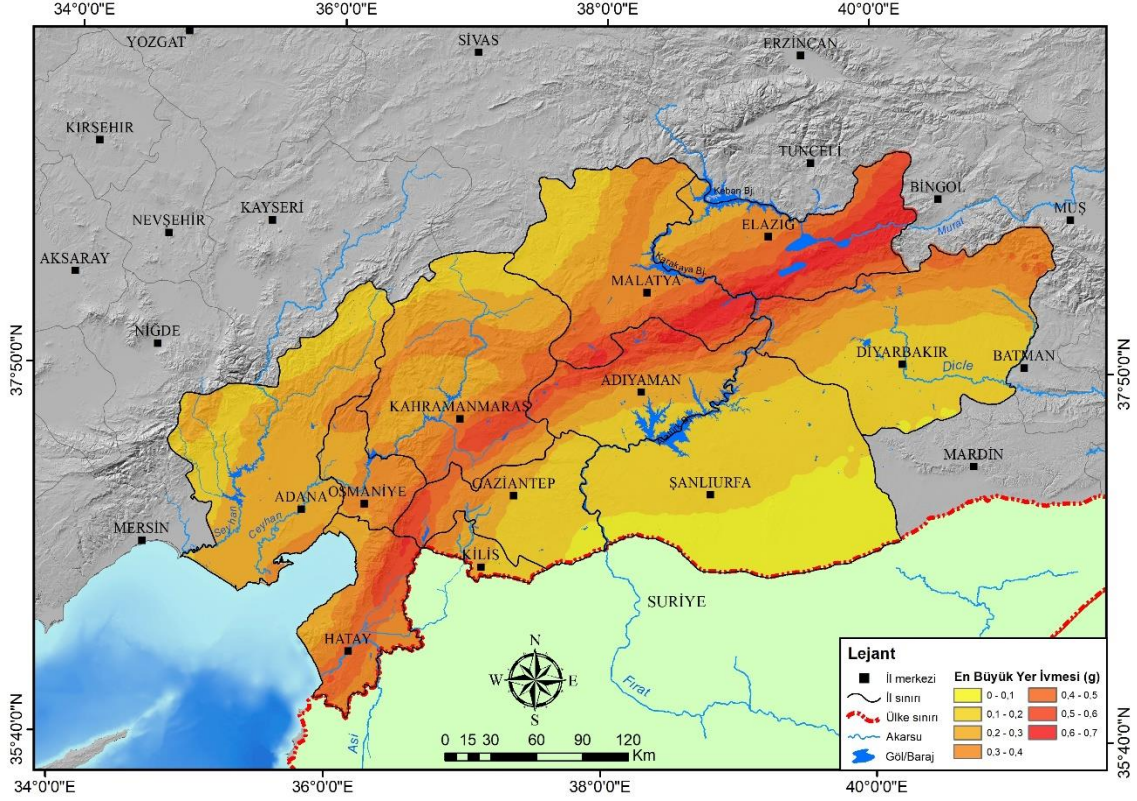 34°0'0"E 36°0'0"E 38°0'0"E 40°0'0"E
YOZGAT
SİVAS
ERZİNCAN
KIRŞEHİR
TUNCELİ
BİNGÖL
MUŞ
Keban Bj.
NEVŞEHİR
KAYSERİ
ELAZIĞ
Murat
AKSARAY
Karakaya Bj.
MALATYA
NİĞDE
37°50'0"N
DİYARBAKIR
BATMAN
Dicle
37°50'0"N
ADIYAMAN
KAHRAMANMARAŞ
MARDİN
GAZİANTEP
ŞANLIURFA
ADANA
OSMANİYE
MERSİN
Seyhan
Ceyhan
KİLİS
SURİYE
HATAY
N
W E
S
Fırat
Asi
35°40'0"N
35°40'0"N
0 15 30 60 90 120
Km
Lejant
İl merkezi
İl sınırı
Ülke sınırı
Akarsu
Göl/Baraj
En Büyük Yer İvmesi (g)
0 - 0,1
0,1 - 0,2
0,2 - 0,3
0,3 - 0,4
0,4 - 0,5
0,5 - 0,6
0,6 - 0,7
34°0'0"E 36°0'0"E 38°0'0"E 40°0'0"E